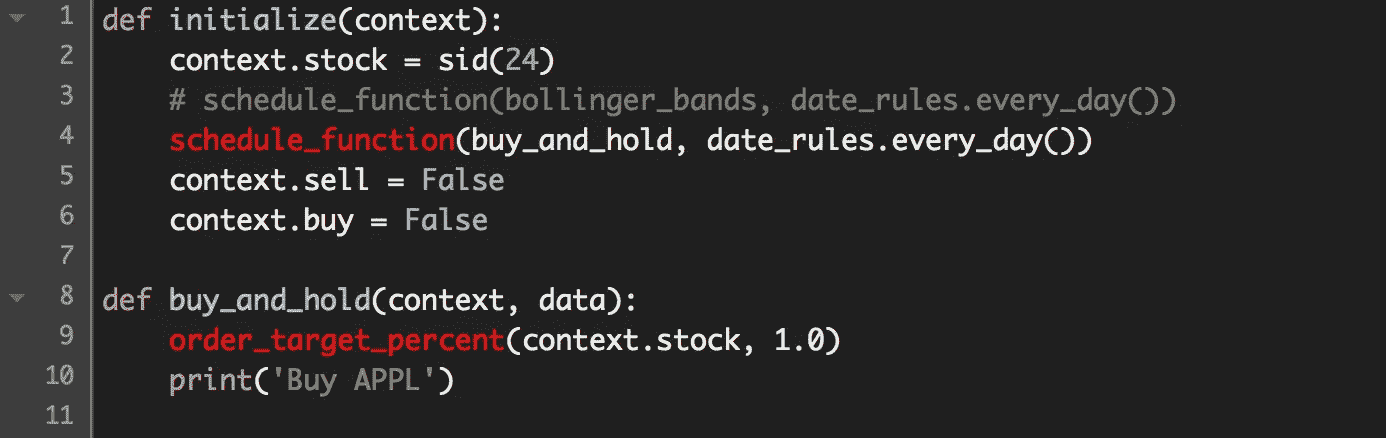 1 def initialize(context):
2     context.stock = sid(24)
3     # schedule_function(bollinger_bands, date_rules.every_day())
4     schedule_function(buy_and_hold, date_rules.every_day())
5     context.sell = False
6     context.buy = False
7
8 def buy_and_hold(context, data):
9     order_target_percent(context.stock, 1.0)
10     print('Buy APPL')
11